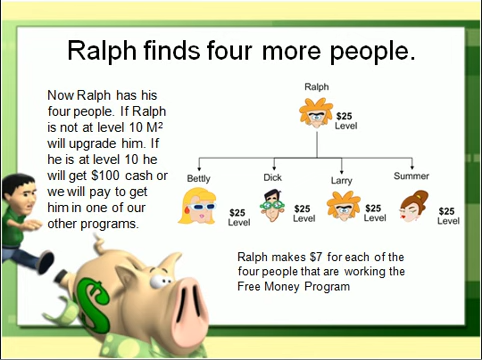 Ralph finds four more people.
Now Ralph has his
four people. If Ralph
is not at level 10 M²
will upgrade him. If
he is at level 10 he
will get $100 cash or
we will pay to get
him in one of our
other programs.
Ralph
$25
Level
Bettly
Dick
Larry
Summer
$25
Level
$25
Level
$25
Level
$25
Level
Ralph makes $7 for each of the
four people that are working the
Free Money Program
$